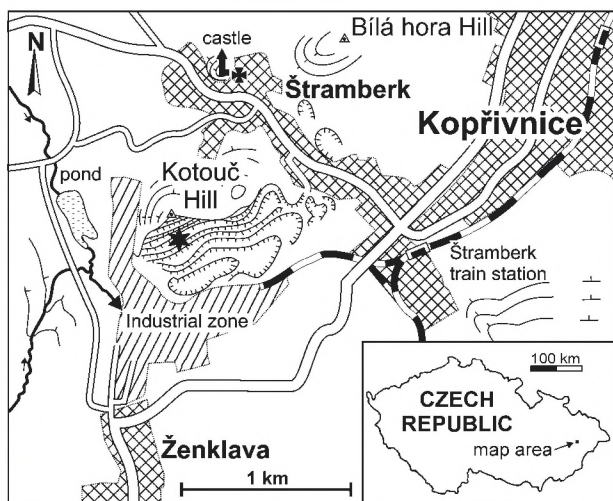 N
castle
Bílá hora Hill
Štramberk
Kopřivnice
Kotouč
Hill
pond
Štramberk
train station
Industrial zone
Ženklava
1 km
100 km
CZECH
REPUBLIC
map area